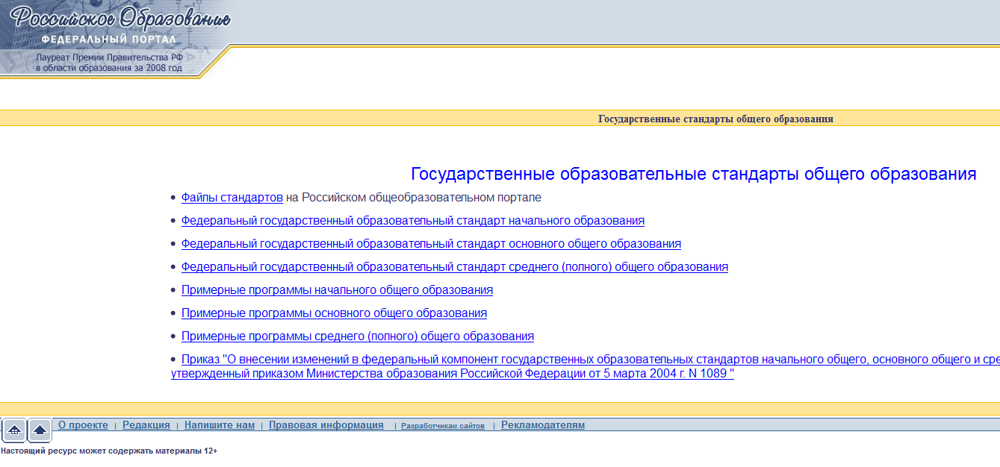 Российское Образование
ФЕДЕРАЛЬНЫЙ ПОРТАЛ
Лауреат Премии Правительства РФ
в области образования за 2008 год
Государственные стандарты общего образования
Государственные образовательные стандарты общего образования
• Файлы стандартов на Российском общеобразовательном портале
• Федеральный государственный образовательный стандарт начального образования
• Федеральный государственный образовательный стандарт основного общего образования
• Федеральный государственный образовательный стандарт среднего (полного) общего образования
• Примерные программы начального общего образования
• Примерные программы основного общего образования
• Примерные программы среднего (полного) общего образования
• Приказ "О внесении изменений в федеральный компонент государственных образовательных стандартов начального общего, основного общего и сре
утвержденный приказом Министерства образования Российской Федерации от 5 марта 2004 г. N 1089 "
О проекте | Редакция | Напишите нам | Правовая информация | Разработчикам сайтов | Рекламодателям
Настоящий ресурс может содержать материалы 12+